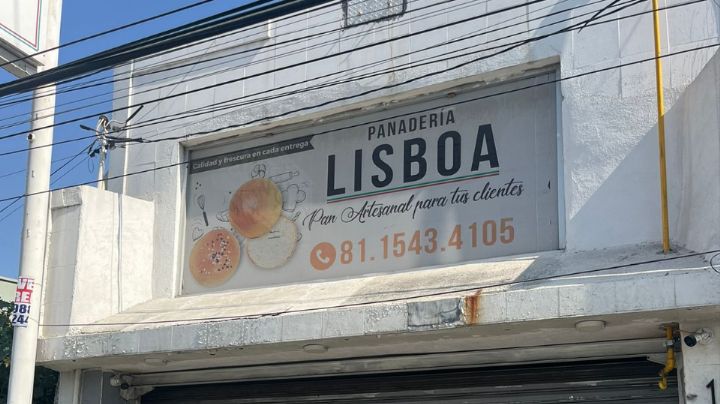 Calidad y frescura en cada entrega
PANADERÍA
LISBOA
Pan Artesanal para tus clientes
81.1543.4105